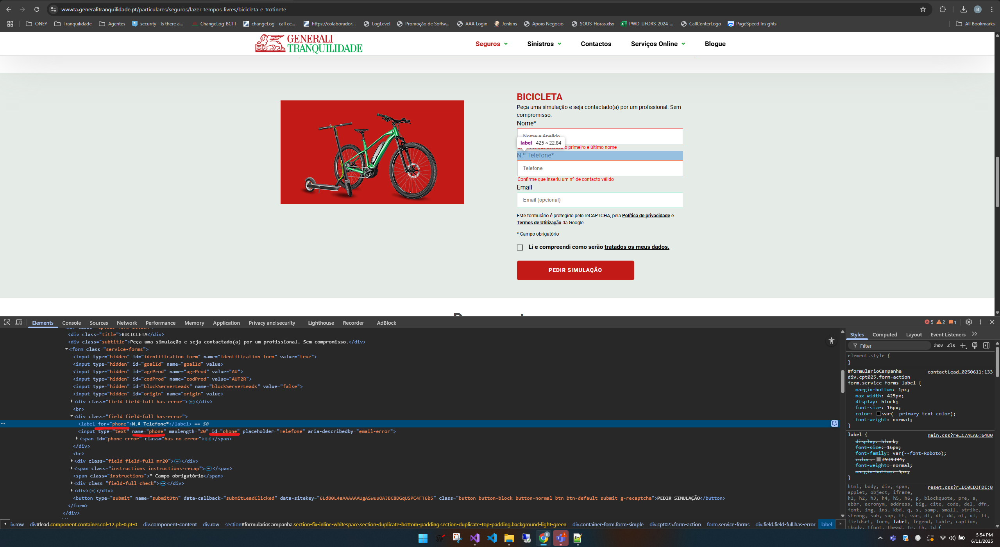 wwwta.generalitranquilidade.pt/particulares/seguros/lazer-tempos-livres/bicicleta-e-trotinete
B
ONEY
Tranquilidade
Agentes
security - Is there a...
ChangeLog-BCTT
changeLog - call ce...
https://colaborador...
LogLevel
Promoção de Softw...
AAA Login
Jenkins
Apoio Negocio
SOUS_Horas.xlsx
PWD_UFORS_2024_...
CallCenterLogo
PageSpeed Insights
All Bookmarks
GENERALI
TRANQUILIDADE
Seguros
Sinistros
Contactos
Serviços Online
Blogue
BICICLETA
Peça uma simulação e seja contactado(a) por um profissional. Sem
compromisso.
Nome*
Nome e Apelido
label 425 × 22.84
o primeiro e último nome
N.º Telefone*
Telefone
Confirme que inseriu um nº de contacto válido
Email
Email (opcional)
Este formulário é protegido pelo reCAPTCHA, pela Política de privacidade e
Termos de Utilização da Google.
* Campo obrigatório
Li e compreendi como serão tratados os meus dados.
PEDIR SIMULAÇÃO
Elements
Console
Sources
Network
Performance
Memory
Application
Privacy and security
Lighthouse
Recorder
AdBlock
5
2
1
<div class="title">BICICLETA</div>
<div class="subtitle">Peça uma simulação e seja contactado(a) por um profissional. Sem compromisso.</div>
<form class="service-forms">
<input type="hidden" id="identification-form" name="identification-form" value="true">
<input type="hidden" id="goalId" name="goalId" value>
<input type="hidden" id="agrProd" name="agrProd" value="AU">
<input type="hidden" id="codProd" name="codProd" value="AUT2R">
<input type="hidden" id="blockServerLeads" name="blockServerLeads" value="false">
<input type="hidden" id="origin" name="origin" value>
<div class="field field-full has-error">…</div>
<br>
<div class="field field-full has-error">
<label for="phone">N.º Telefone*</label> == $0
<input type="text" name="phone" maxlength="20" id="phone" placeholder="Telefone" aria-describedby="email-error">
<span id="phone-error" class="has-no-error">…</span>
</div>
<br>
<div class="field field-full mr20">…</div>
<span class="instructions instructions-recap">…</span>
<span class="instructions">* Campo obrigatório</span>
<div class="field-full check">…</div>
<div>…</div>
<button type="submit" name="submitBtn" data-callback="submitLeadClicked" data-sitekey="6Ld80L4aAAAAAAUgASwuuOAJBC8DGqUSPC4FT6b5" class="button button-block button-normal btn btn-default submit g-recaptcha">PEDIR SIMULAÇÃO</button>
</form>
</div>
iv.row
div#lead.component.container.col-12.pb-0.pt-0
div.component-content
div.row
section#formularioCampanha.section-fix-inline-whitespace.section-duplicate-bottom-padding.section-duplicate-top-padding.background-light-green
div.container-form.form-simple
div.cpt025.form-action
form.service-forms
div.field.field-full.has-error
label
Styles
Computed
Layout
Event Listeners
Filter
:hov
.cls
element.style {
}
#formularioCampanha contactLead…0250611:133
div.cpt025.form-action
form.service-forms label {
margin-bottom: 1px;
max-width: 425px;
display: block;
font-size: 16px;
color: var(--primary-text-color);
font-weight: normal;
}
label { main.css?re…C7AEA6:6480
display: block;
font-size: 16px;
font-family: var(--font-Roboto);
color: #939394;
font-weight: normal;
margin-bottom: 5px;
}
html, body, div, span, reset.css?r…EC0ED3FDE:8
applet, object, iframe,
h1, h2, h3, h4, h5, h6, p, blockquote, pre, a,
abbr, acronym, address, big, cite, code, del, dfn,
font, img, ins, kbd, q, s, samp, small, strike,
strong, sub, sup, tt, var, dl, dt, dd, ol, ul, li,
fieldset, form, label, legend, table, caption,
tbody, tfoot, thead, tr, th, td {
5:54 PM
6/11/2025